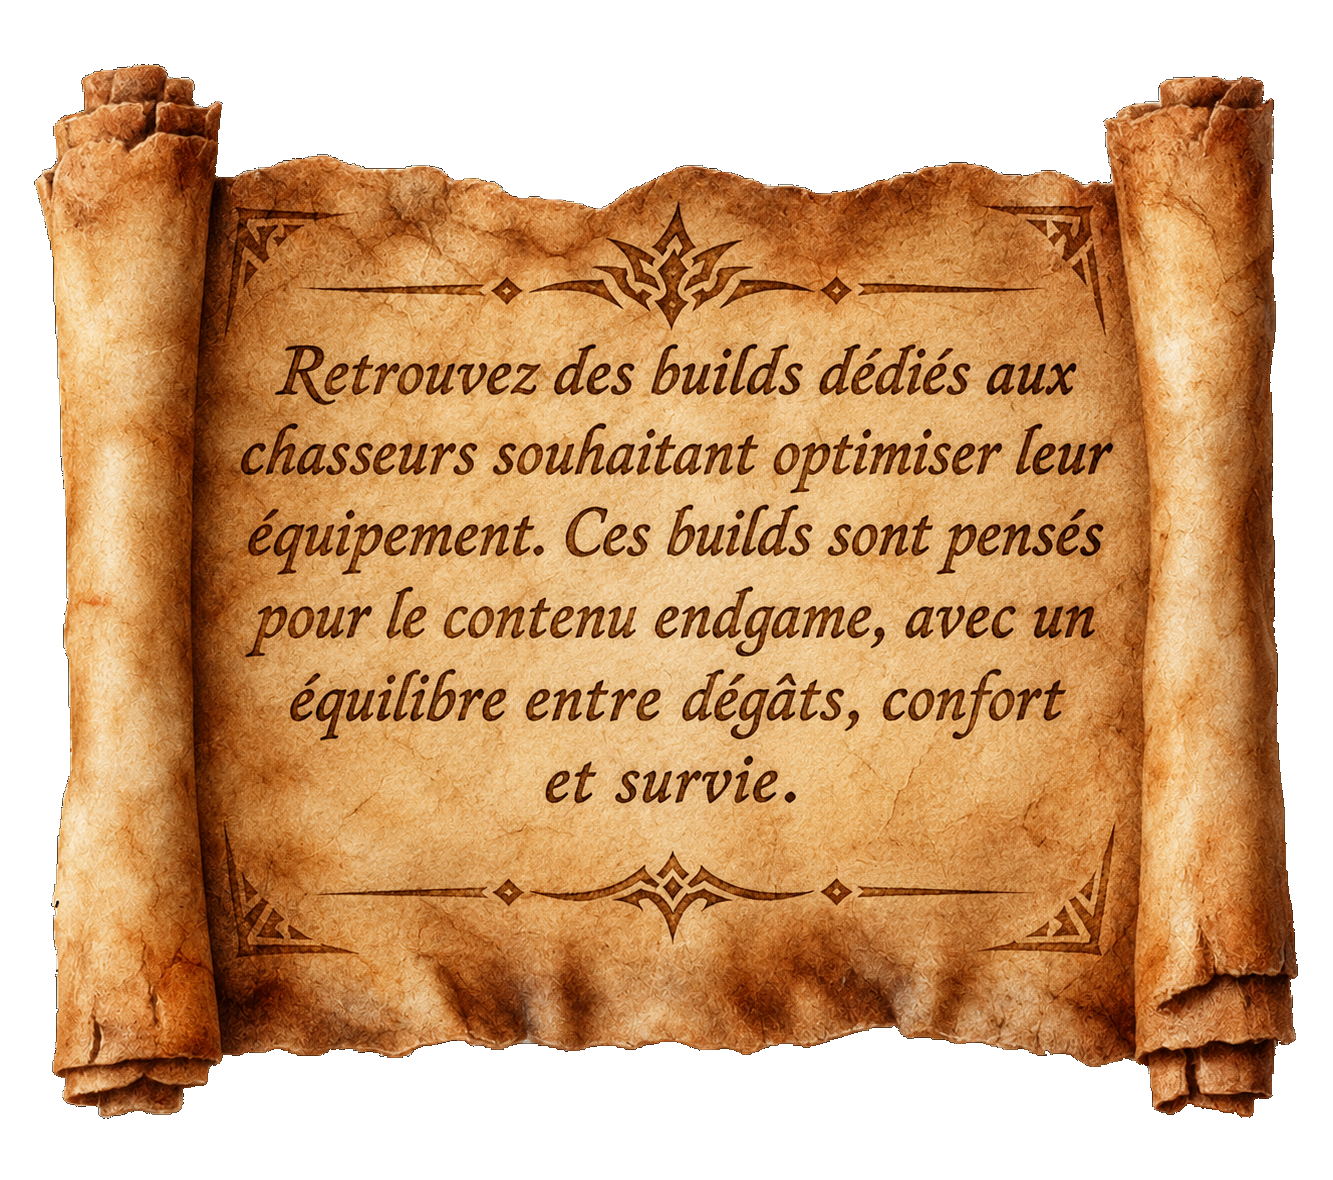 Retrouvez des builds dédiés aux
chasseurs souhaitant optimiser leur
équipement. Ces builds sont pensés
pour le contenu endgame, avec un
équilibre entre dégâts, confort
et survie.